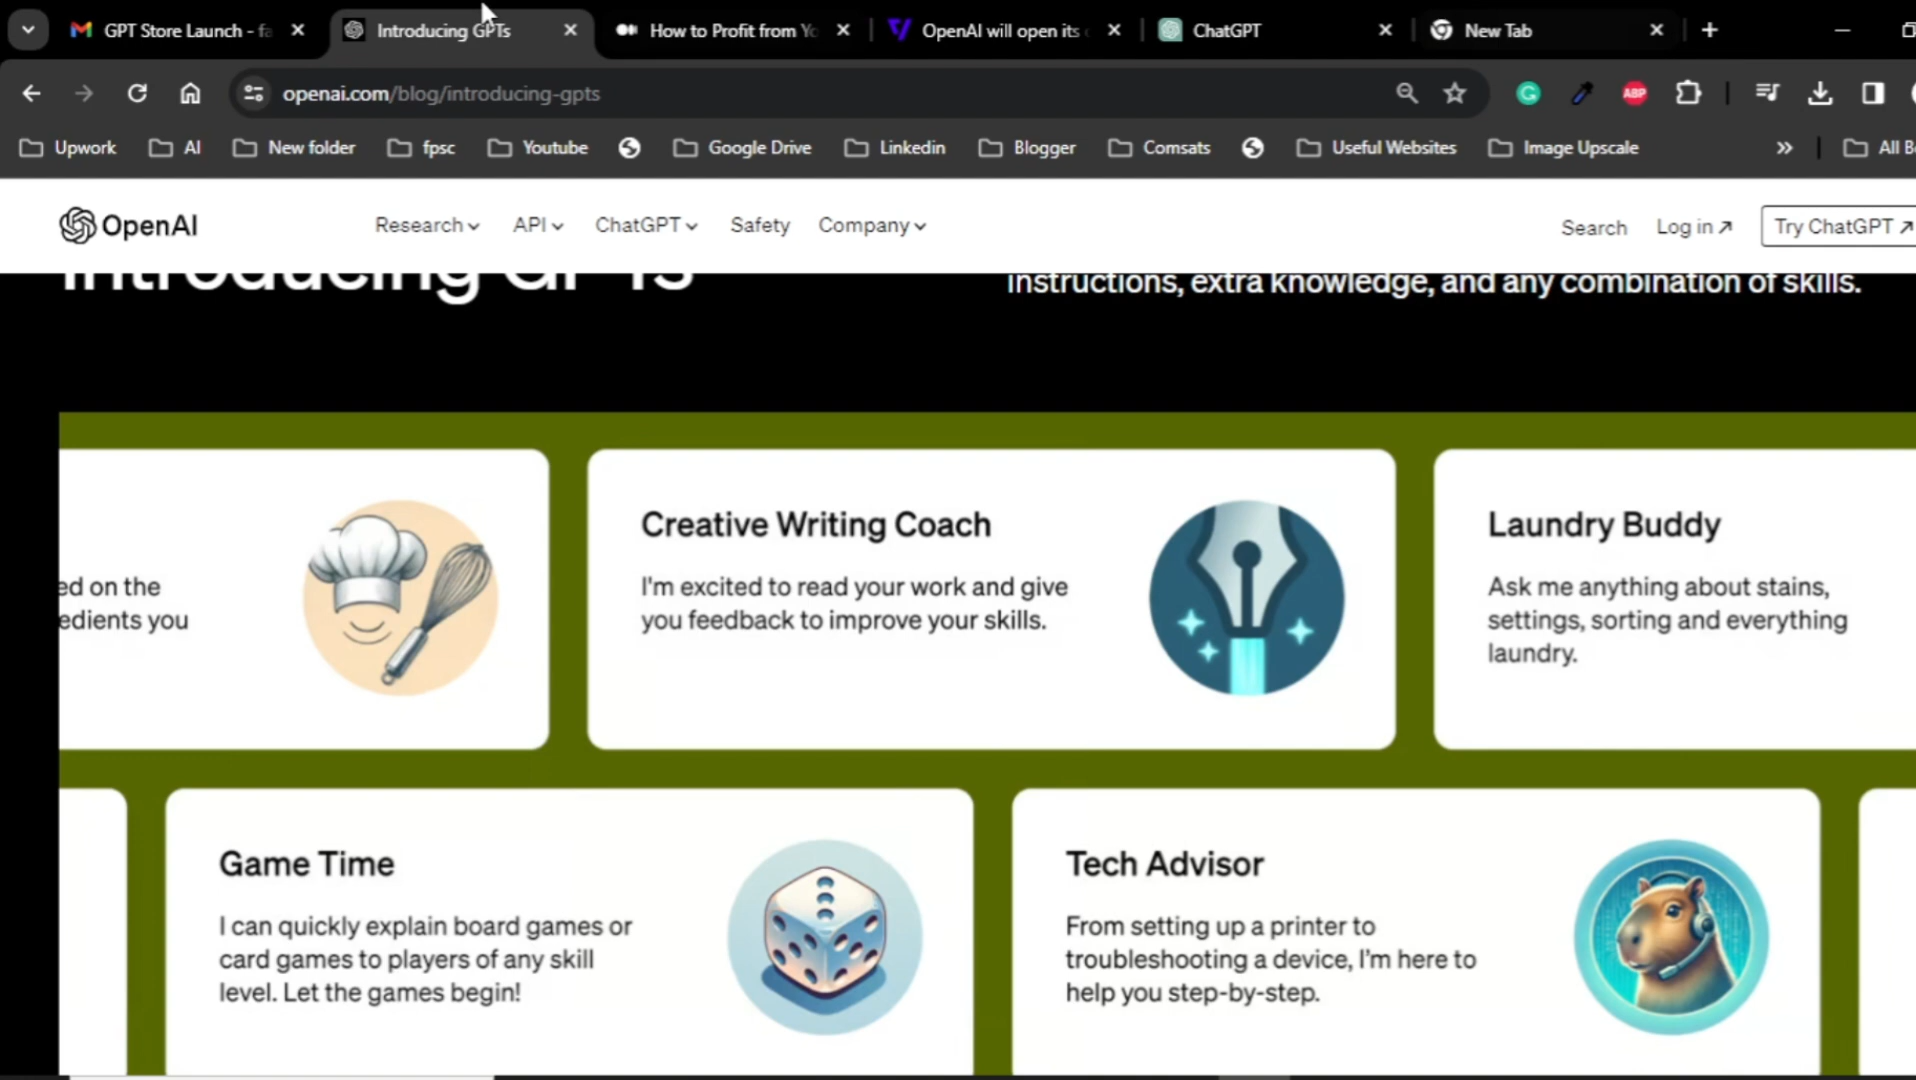 GPT Store Launch - fa
Introducing GPTs
How to Profit from Yo
OpenAI will open its
ChatGPT
New Tab
openai.com/blog/introducing-gpts
ABP
Upwork
AI
New folder
fpsc
Youtube
Google Drive
Linkedin
Blogger
Comsats
Useful Websites
Image Upscale
All B
OpenAI
Research
API
ChatGPT
Safety
Company
Search
Log in ↗
Try ChatGPT ↗
Introducing GPTs
instructions, extra knowledge, and any combination of skills.
ed on the
edients you
Creative Writing Coach
I'm excited to read your work and give
you feedback to improve your skills.
Laundry Buddy
Ask me anything about stains,
settings, sorting and everything
laundry.
Game Time
I can quickly explain board games or
card games to players of any skill
level. Let the games begin!
Tech Advisor
From setting up a printer to
troubleshooting a device, I'm here to
help you step-by-step.